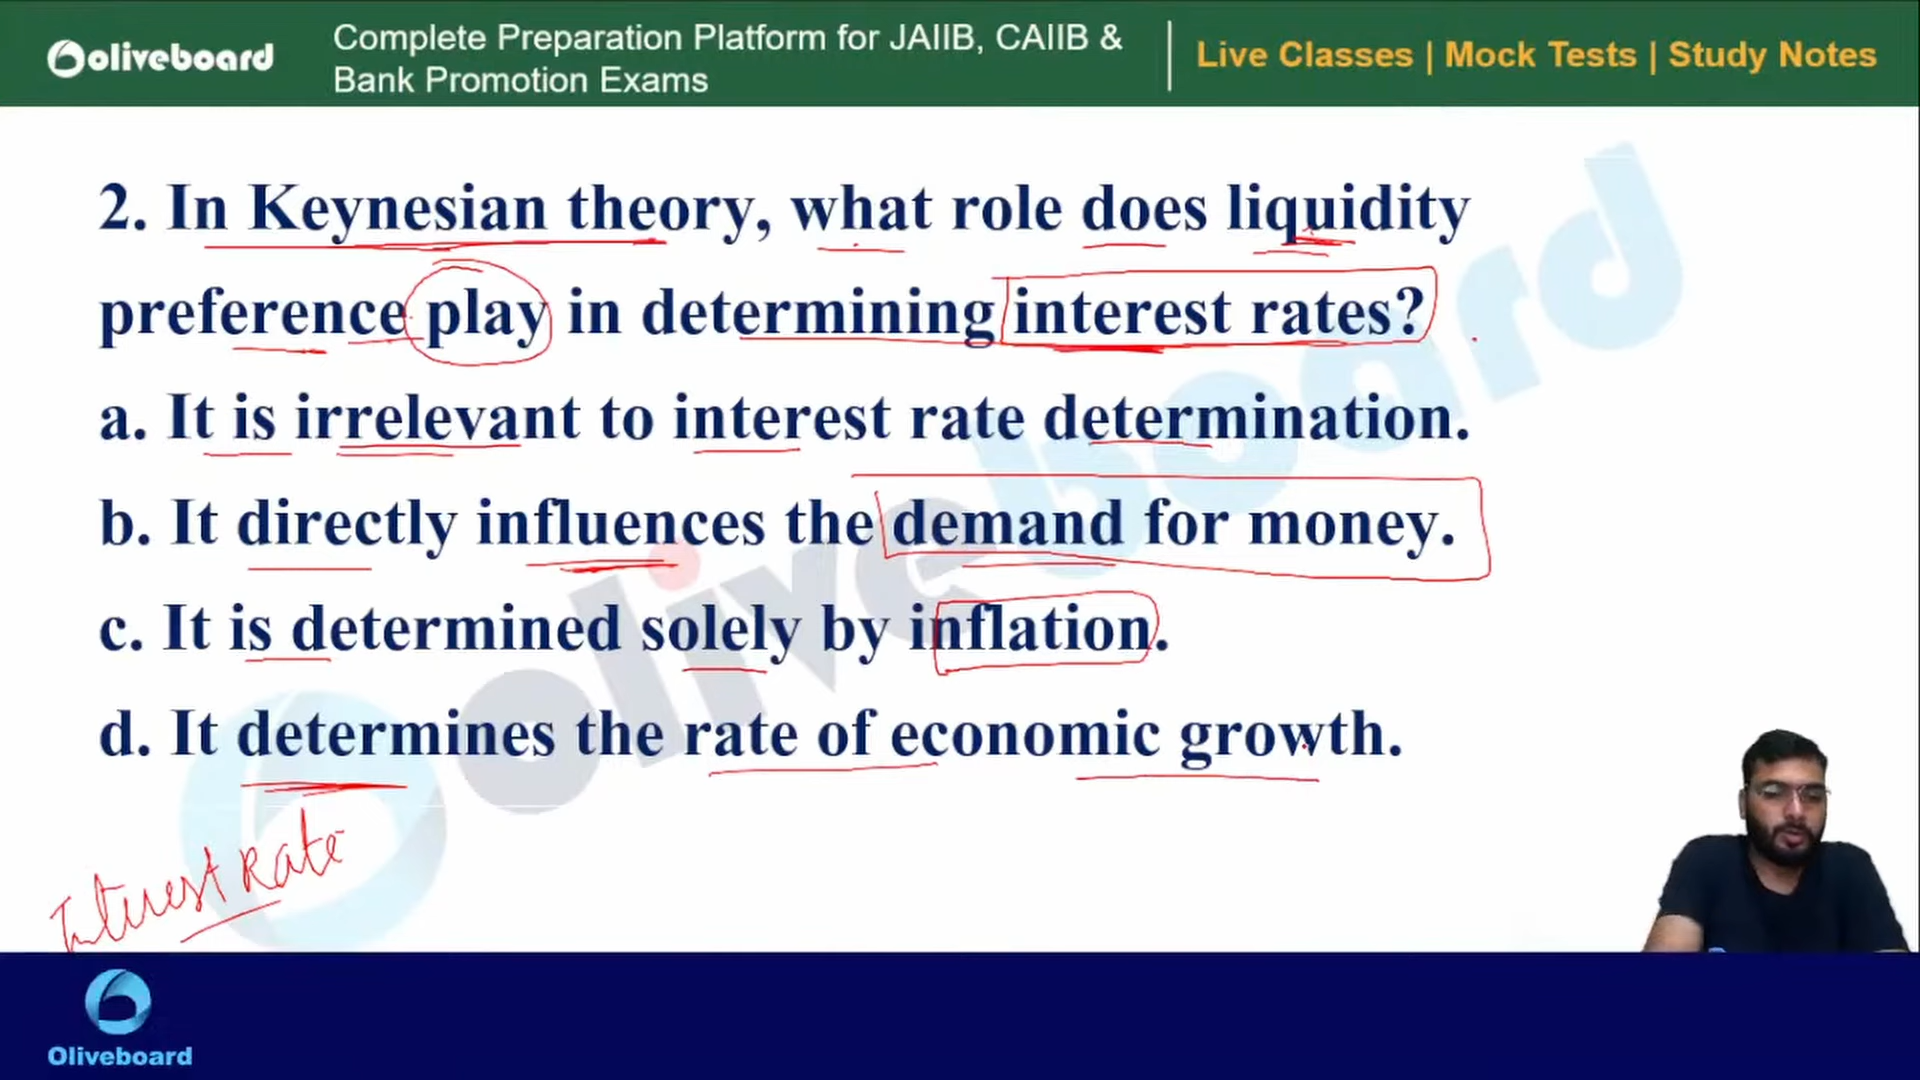 oliveboard
Complete Preparation Platform for JAIIB, CAIIB &
Bank Promotion Exams
Live Classes | Mock Tests | Study Notes
2. In Keynesian theory, what role does liquidity
preference play in determining interest rates?
a. It is irrelevant to interest rate determination.
b. It directly influences the demand for money.
c. It is determined solely by inflation.
d. It determines the rate of economic growth.
Interest Rate
oliveboard
Oliveboard